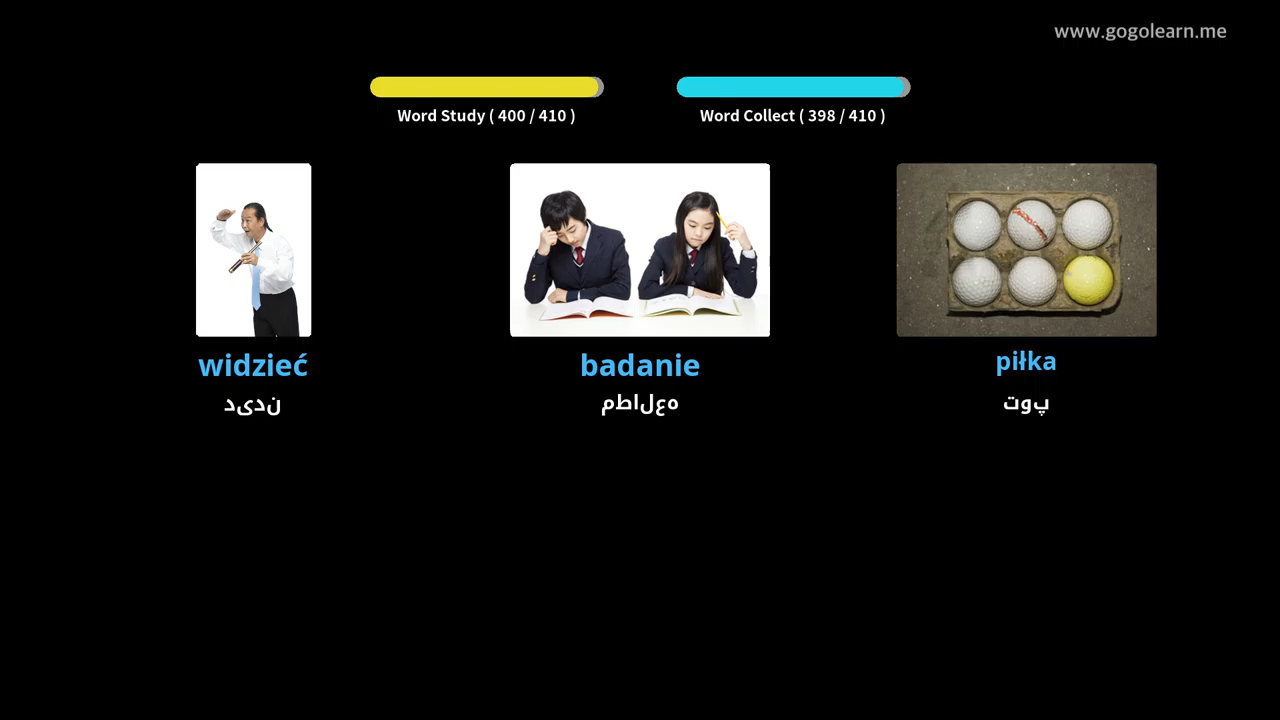 www.gogolearn.me
Word Study ( 400 / 410 )
Word Collect ( 398 / 410 )
widzieć
badanie
piłka
دیدن
مطالعه
توپ